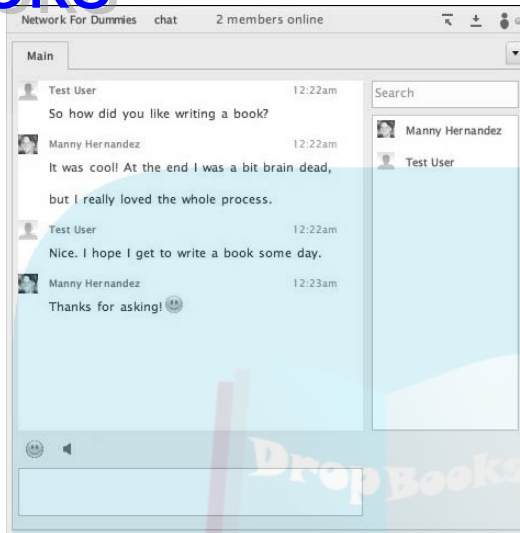 Network For Dummies chat 2 members online
Main
Test User 12:22am
So how did you like writing a book?
Manny Hernandez 12:22am
It was cool! At the end I was a bit brain dead,
but I really loved the whole process.
Test User 12:22am
Nice. I hope I get to write a book some day.
Manny Hernandez 12:23am
Thanks for asking!
Search
Manny Hernandez
Test User
DropBooks